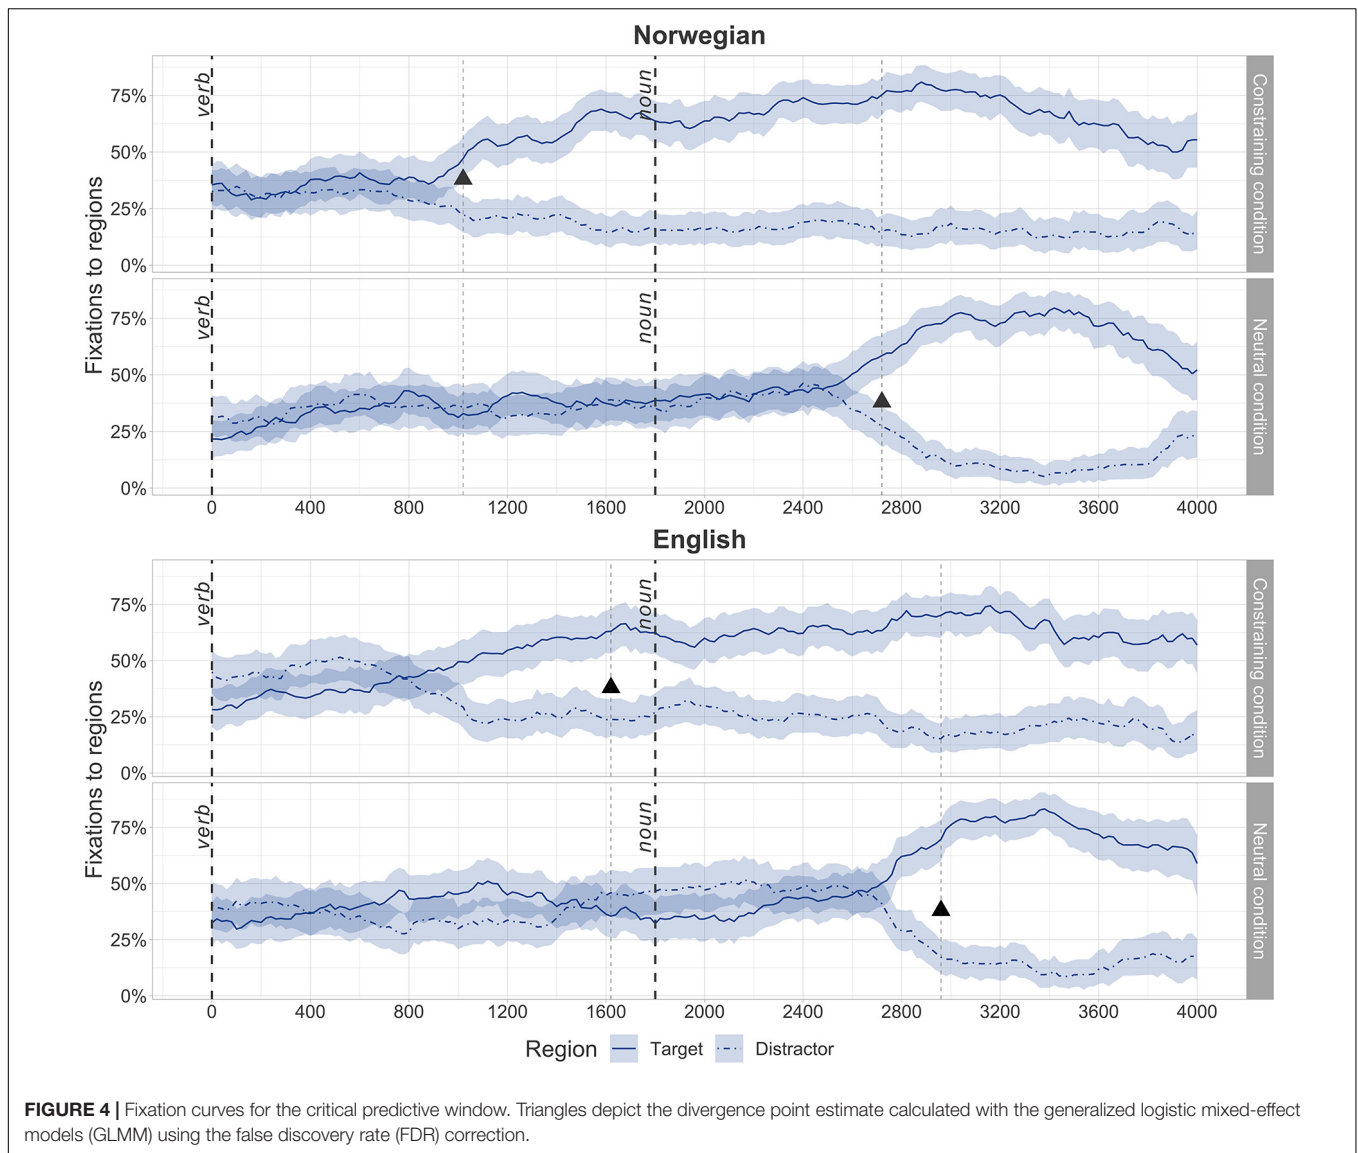 Norwegian
Fixations to regions
75%
50%
25%
0%
verb
noun
Constraining condition
75%
50%
25%
0%
verb
noun
Neutral condition
0 400 800 1200 1600 2000 2400 2800 3200 3600 4000
English
Fixations to regions
75%
50%
25%
0%
verb
noun
Constraining condition
75%
50%
25%
0%
verb
noun
Neutral condition
0 400 800 1200 1600 2000 2400 2800 3200 3600 4000
Region Target Distractor
FIGURE 4 | Fixation curves for the critical predictive window. Triangles depict the divergence point estimate calculated with the generalized logistic mixed-effect
models (GLMM) using the false discovery rate (FDR) correction.